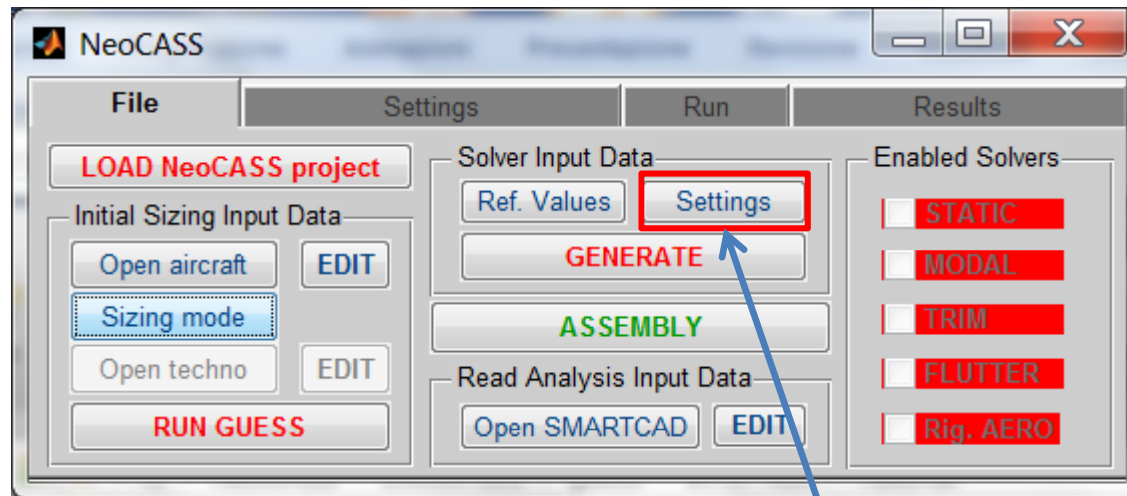 NeoCASS
File Settings Run Results
LOAD NeoCASS project
Initial Sizing Input Data
Open aircraft EDIT
Sizing mode
Open techno EDIT
RUN GUESS
Solver Input Data
Ref. Values Settings
GENERATE
ASSEMBLY
Read Analysis Input Data
Open SMARTCAD EDIT
Enabled Solvers
STATIC
MODAL
TRIM
FLUTTER
Rig. AERO